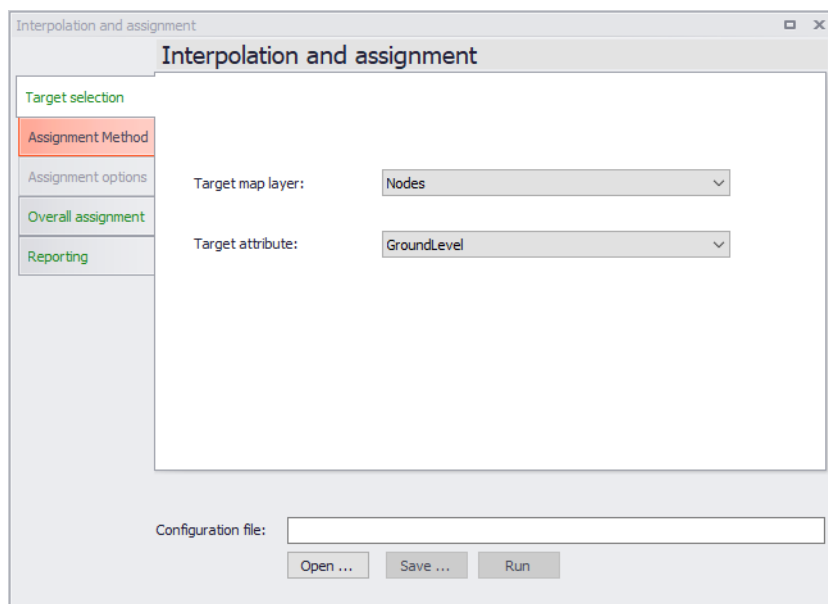 Interpolation and assignment
Interpolation and assignment
Target selection
Assignment Method
Assignment options
Overall assignment
Reporting
Target map layer: Nodes
Target attribute: GroundLevel
Configuration file:
Open ... Save ... Run